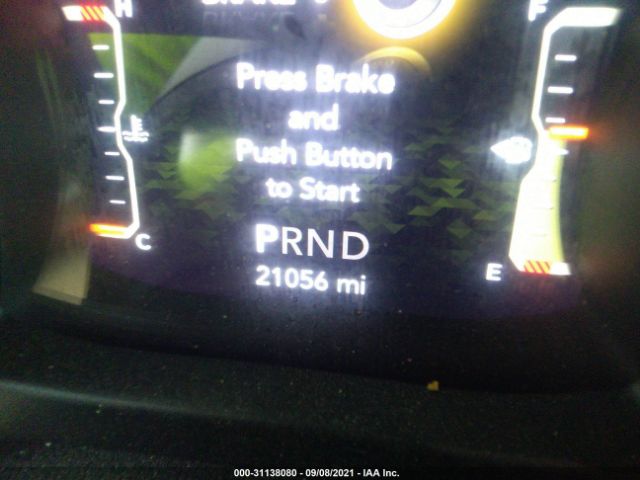 H
F
Press Brake
and
Push Button
to Start
PRND
C
E
21056 mi
000-31138080 - 09/08/2021 - IAA Inc.